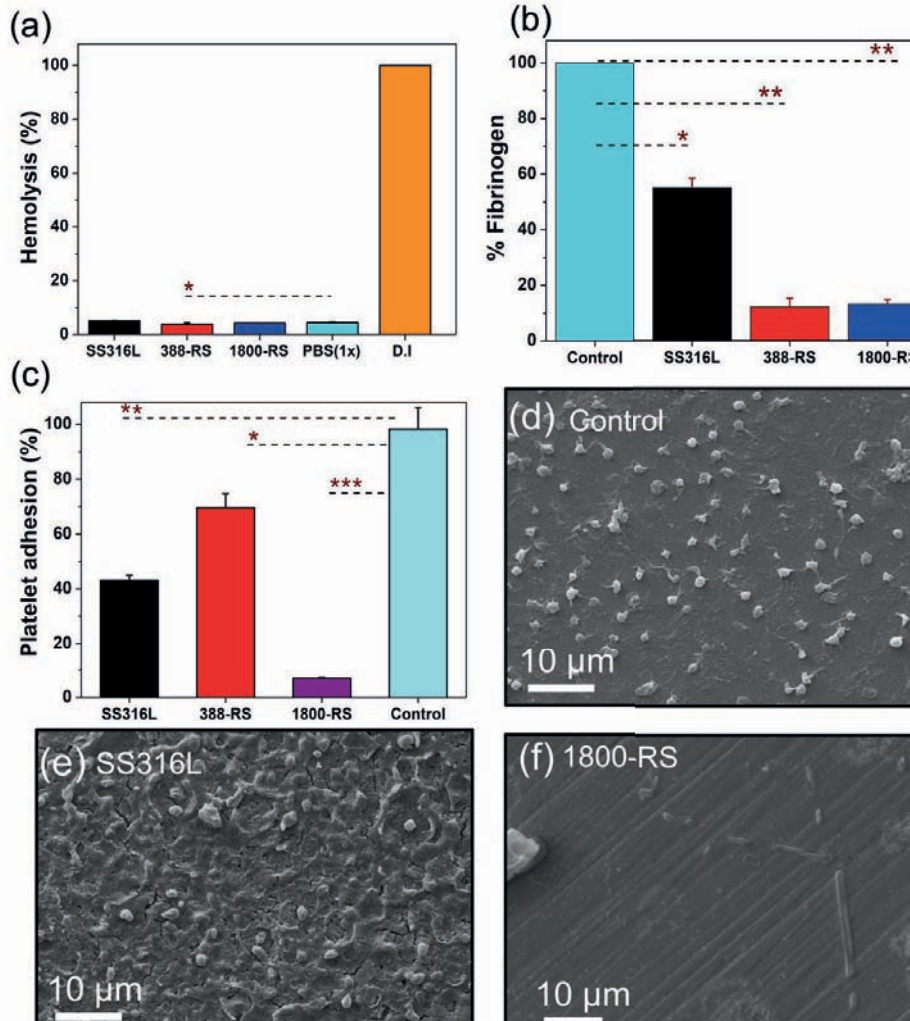 (a)
Hemolysis (%)
100
80
60
40
20
0
*
SS316L 388-RS 1800-RS PBS(1x) D.I
(b)
% Fibrinogen
100
80
60
40
20
0
**
**
*
Control SS316L 388-RS
(c)
Platelet adhesion (%)
100
80
60
40
20
0
**
*
***
SS316L 388-RS 1800-RS Control
(d) Control
10 μm
(e) SS316L
10 μm
(f) 1800-RS
10 μm